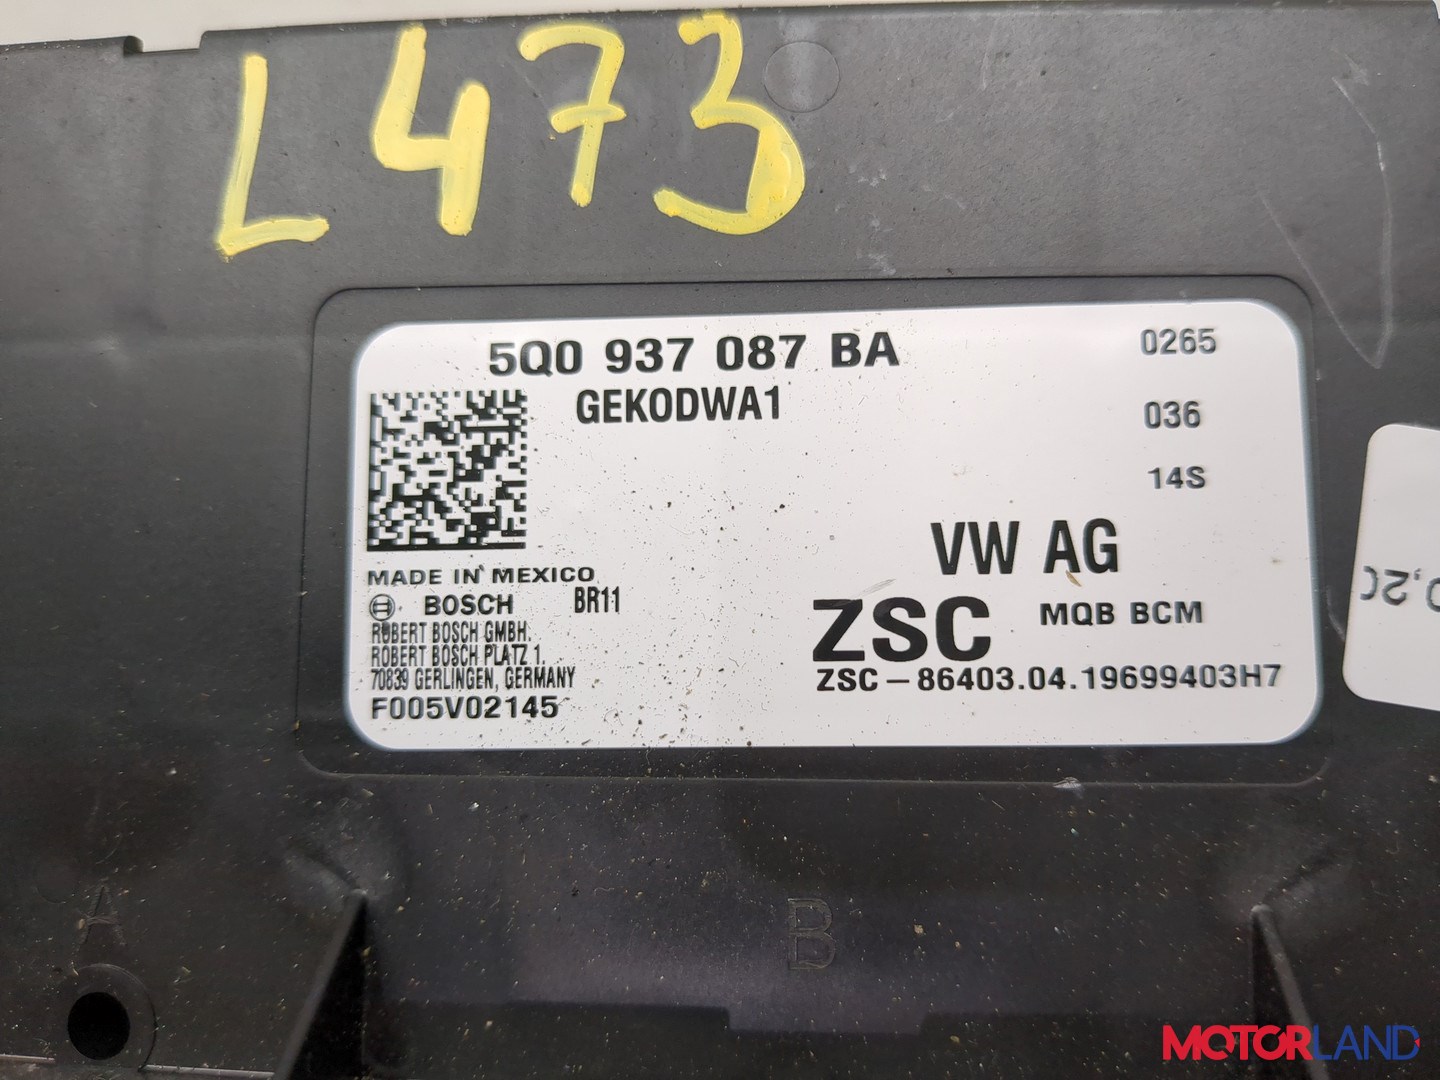 L473
5Q0 937 087 BA
0265
GEKODWA1
036
14S
VW AG
MADE IN MEXICO
BOSCH BR11
ZSC MQB BCM
ROBERT BOSCH GMBH.
ROBERT BOSCH PLATZ 1.
70839 GERLINGEN, GERMANY
ZSC-86403.04.19699403H7
F005V02145
A
B
MOTORLAND